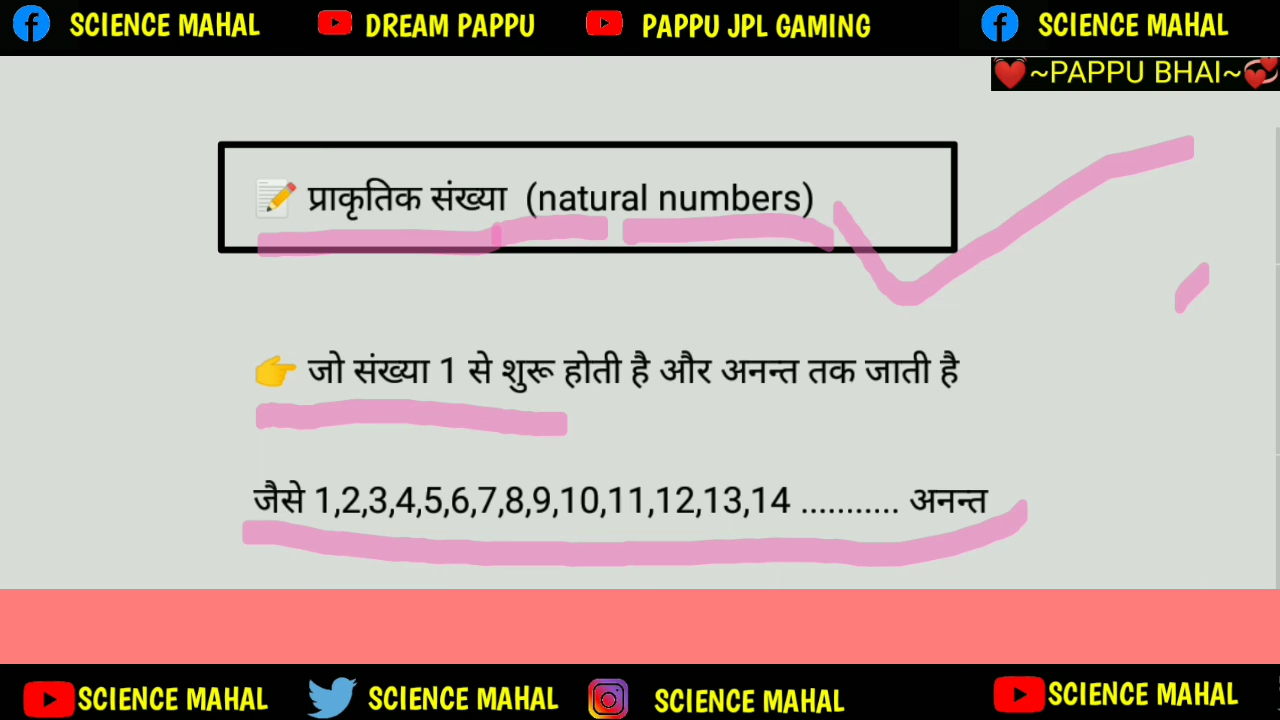 SCIENCE MAHAL DREAM PAPPU PAPPU JPL GAMING SCIENCE MAHAL
~PAPPU BHAI~
प्राकृतिक संख्या (natural numbers)
जो संख्या 1 से शुरू होती है और अनन्त तक जाती है
जैसे 1,2,3,4,5,6,7,8,9,10,11,12,13,14 ........... अनन्त
SCIENCE MAHAL SCIENCE MAHAL SCIENCE MAHAL SCIENCE MAHAL